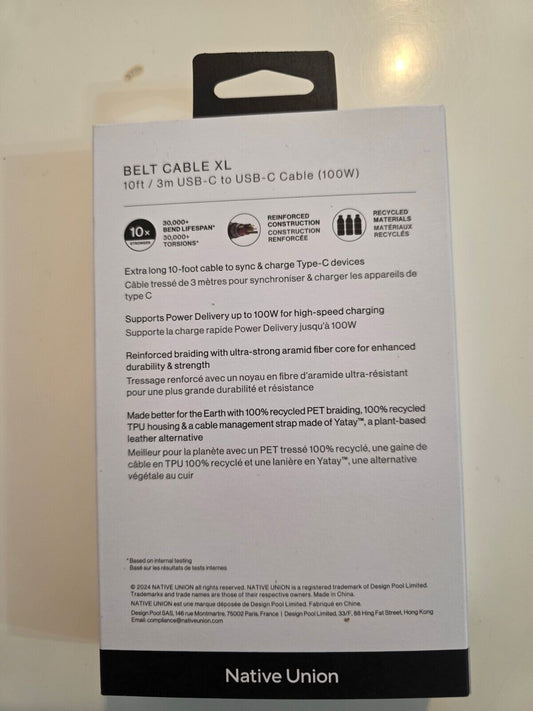 BELT CABLE XL
10ft / 3m USB-C to USB-C Cable (100W)
10x
STRONGER
30,000+
BEND LIFESPAN*
30,000+
TORSIONS*
REINFORCED
CONSTRUCTION
CONSTRUCTION
RENFORCÉE
RECYCLED
MATERIALS
MATÉRIAUX
RECYCLÉS
Extra long 10-foot cable to sync & charge Type-C devices
Câble tressé de 3 mètres pour synchroniser & charger les appareils de
type C
Supports Power Delivery up to 100W for high-speed charging
Supporte la charge rapide Power Delivery jusqu'à 100W
Reinforced braiding with ultra-strong aramid fiber core for enhanced
durability & strength
Tressage renforcé avec un noyau en fibre d'aramide ultra-résistant
pour une plus grande durabilité et résistance
Made better for the Earth with 100% recycled PET braiding, 100% recycled
TPU housing & a cable management strap made of Yatay™, a plant-based
leather alternative
Meilleur pour la planète avec un PET tressé 100% recyclé, une gaine de
câble en TPU 100% recyclé et une lanière en Yatay™, une alternative
végétale au cuir
* Based on internal testing
Basé sur les résultats de tests internes
© 2024 NATIVE UNION all rights reserved. NATIVE UNION is a registered trademark of Design Pool Limited.
Trademarks and trade names are those of their respective owners. Made in China.
NATIVE UNION est une marque déposée de Design Pool Limited. Fabriqué en Chine.
Design Pool SAS, 146 rue Montmartre, 75002 Paris, France | Design Pool Limited, 33/F, 88 Hing Fat Street, Hong Kong
Email: compliance@nativeunion.com
Native Union